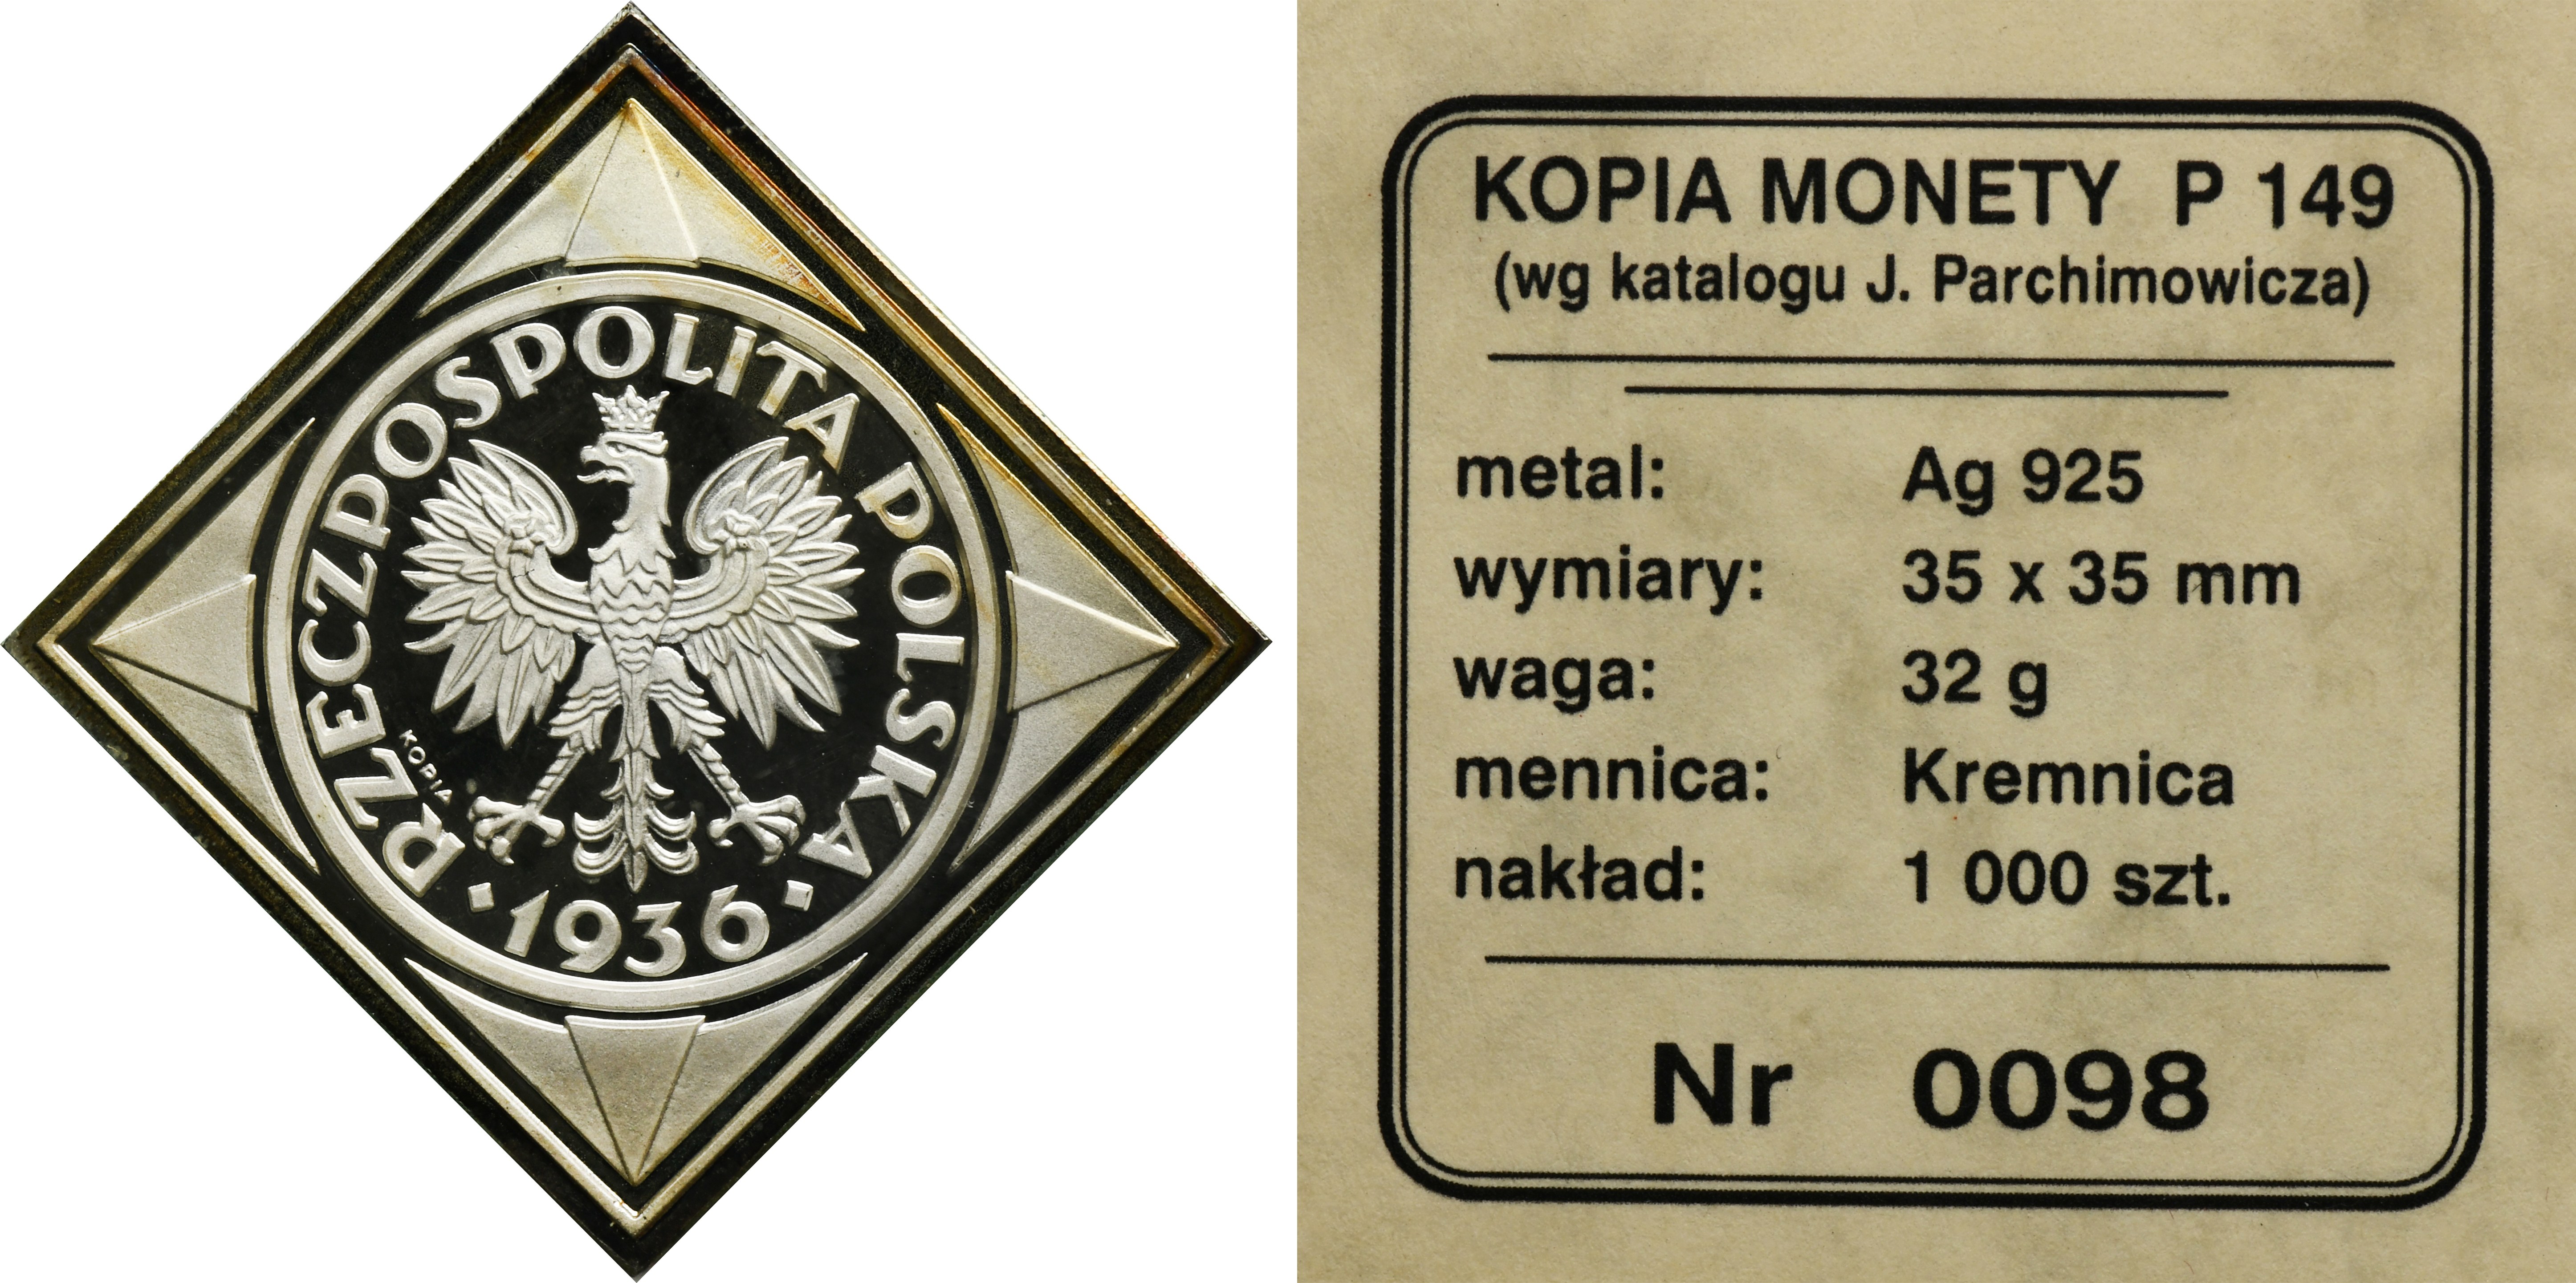 RZECZPOSPOLITA POLSKA
KOPIA
· 1936 ·
KOPIA MONETY P 149
(wg katalogu J. Parchimowicza)
metal: Ag 925
wymiary: 35 x 35 mm
waga: 32 g
mennica: Kremnica
nakład: 1 000 szt.
Nr 0098